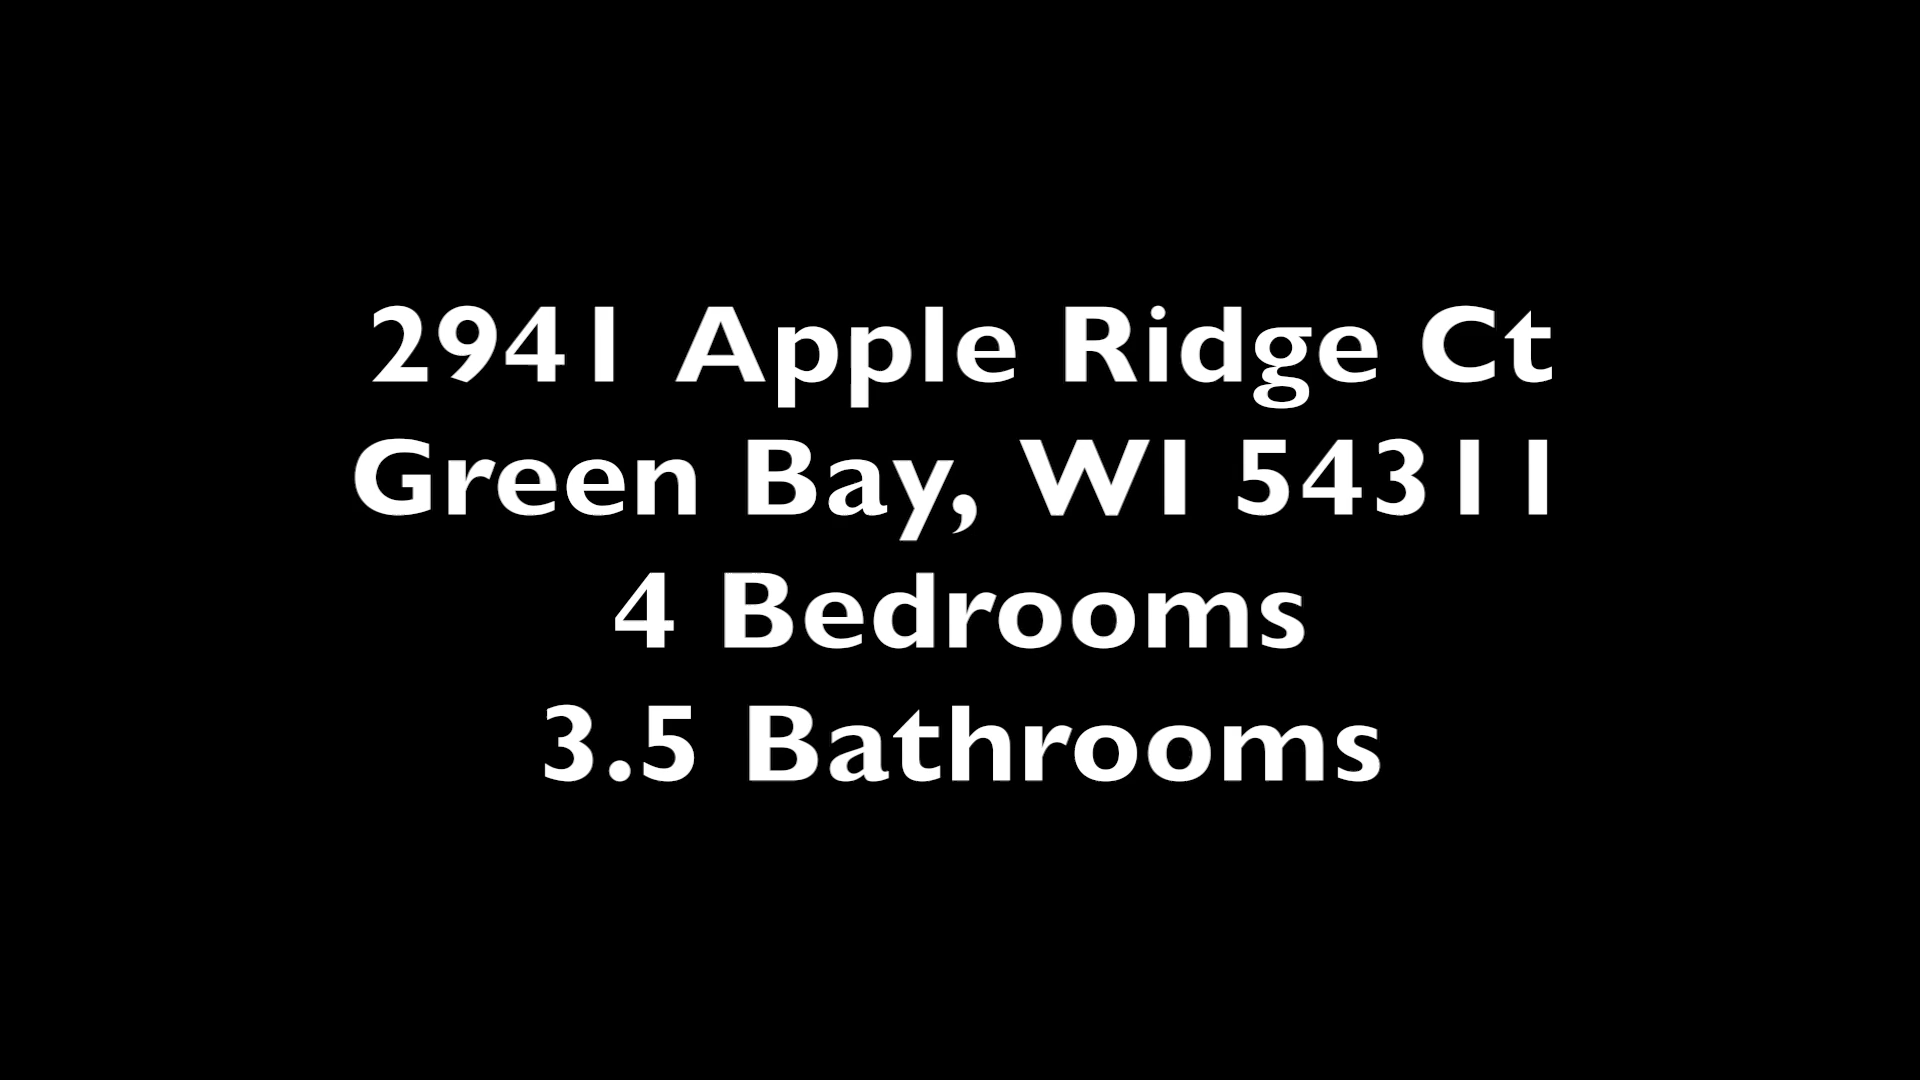 2941 Apple Ridge Ct
Green Bay, WI 54311
4 Bedrooms
3.5 Bathrooms